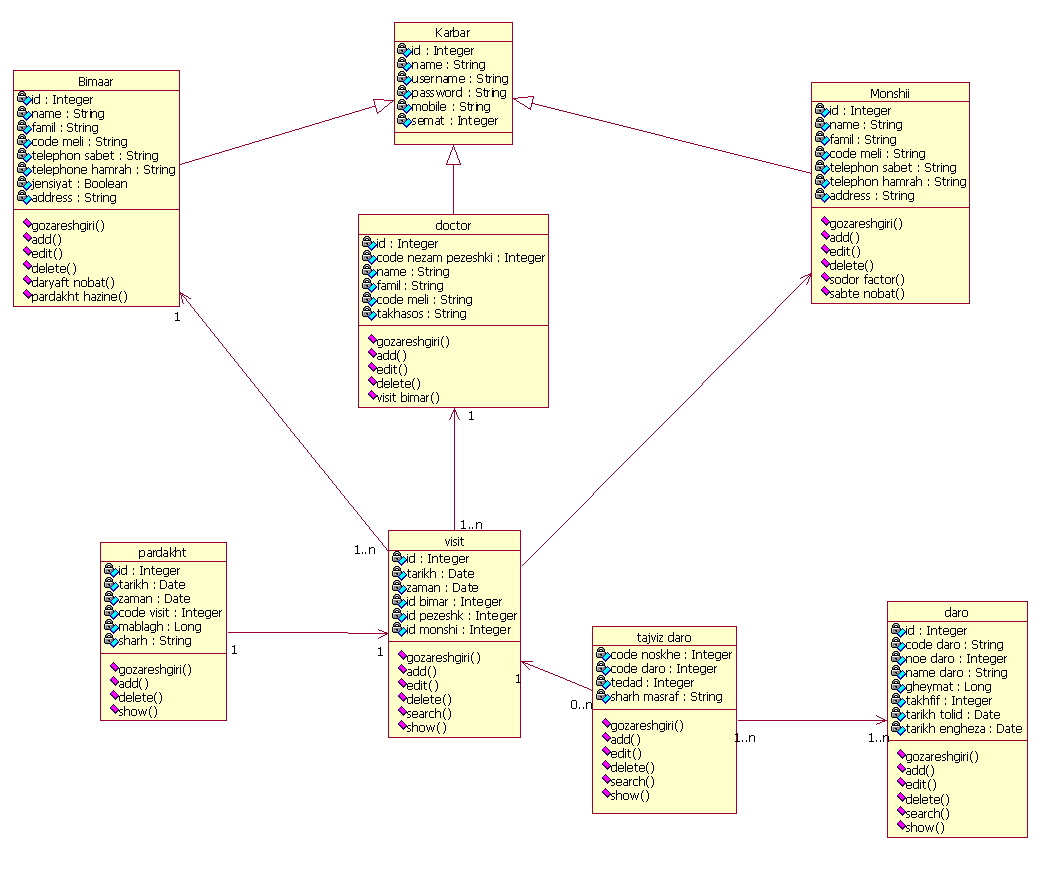 Karbar
id : Integer
name : String
username : String
password : String
mobile : String
semat : Integer
Bimaar
id : Integer
name : String
famil : String
code meli : String
telephon sabet : String
telephone hamrah : String
jensiyat : Boolean
address : String
gozareshgiri()
add()
edit()
delete()
daryaft nobat()
pardakht hazine()
1
Monshii
id : Integer
name : String
famil : String
code meli : String
telephon sabet : String
telephon hamrah : String
address : String
gozareshgiri()
add()
edit()
delete()
sodor factor()
sabte nobat()
doctor
id : Integer
code nezam pezeshki : Integer
name : String
famil : String
code meli : String
takhasos : String
gozareshgiri()
add()
edit()
delete()
visit bimar()
1
1..n
1..n
visit
id : Integer
tarikh : Date
zaman : Date
id bimar : Integer
id pezeshk : Integer
id monshi : Integer
gozareshgiri()
add()
edit()
delete()
search()
show()
pardakht
id : Integer
tarikh : Date
zaman : Date
code visit : Integer
mablagh : Long
sharh : String
gozareshgiri()
add()
delete()
show()
1
1
1
0..n
tajviz daro
code noskhe : Integer
code daro : Integer
tedad : Integer
sharh masraf : String
gozareshgiri()
add()
edit()
delete()
search()
show()
1..n
1..n
daro
id : Integer
code daro : String
noe daro : Integer
name daro : String
gheymat : Long
takhfif : Integer
tarikh tolid : Date
tarikh engheza : Date
gozareshgiri()
add()
edit()
delete()
search()
show()